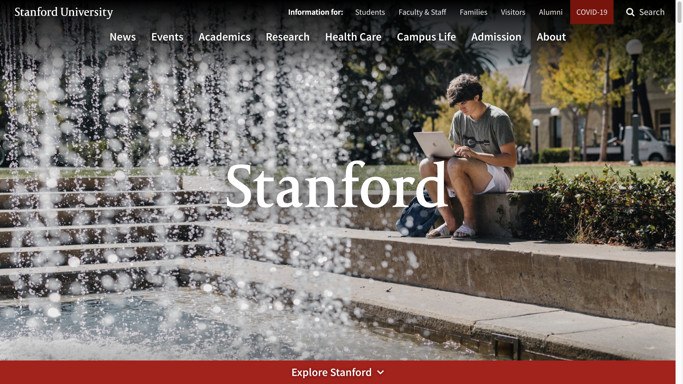 Stanford University
Information for: Students Faculty & Staff Families Visitors Alumni COVID-19 Search
News Events Academics Research Health Care Campus Life Admission About
Stanford
Explore Stanford